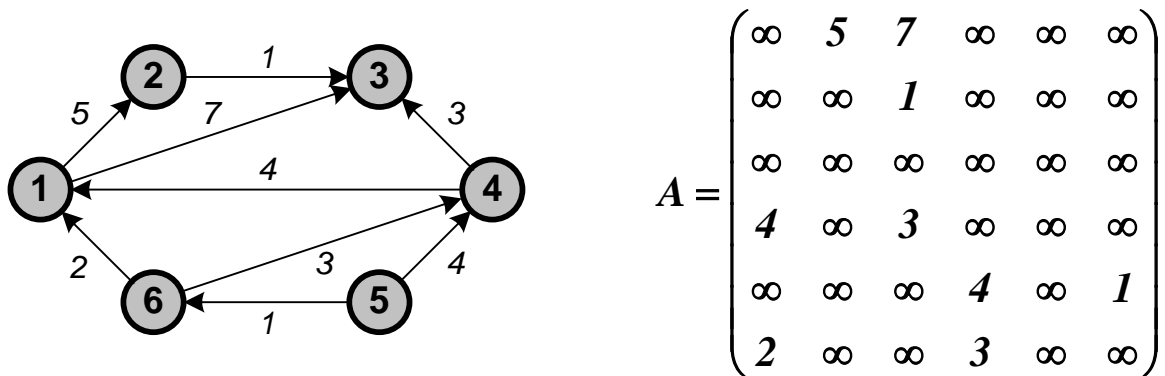 2 1 3
5 7 3
1 4 4
2 3 4
6 1 5
A =
∞ 5 7 ∞ ∞ ∞
∞ ∞ 1 ∞ ∞ ∞
∞ ∞ ∞ ∞ ∞ ∞
4 ∞ 3 ∞ ∞ ∞
∞ ∞ ∞ 4 ∞ 1
2 ∞ ∞ 3 ∞ ∞